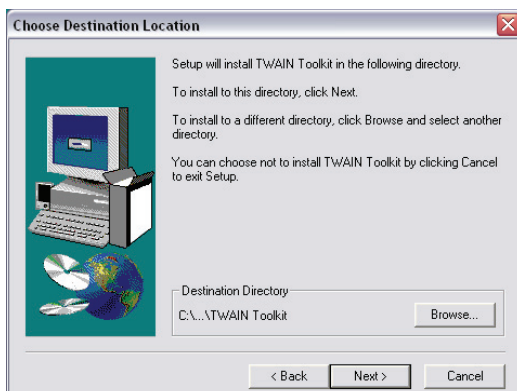 Choose Destination Location
Setup will install TWAIN Toolkit in the following directory.
To install to this directory, click Next.
To install to a different directory, click Browse and select another
directory.
You can choose not to install TWAIN Toolkit by clicking Cancel
to exit Setup.
Destination Directory
C:\...\TWAIN Toolkit
Browse...
< Back
Next >
Cancel